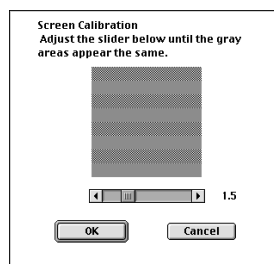 Screen Calibration
Adjust the slider below until the gray
areas appear the same.
1.5
OK
Cancel